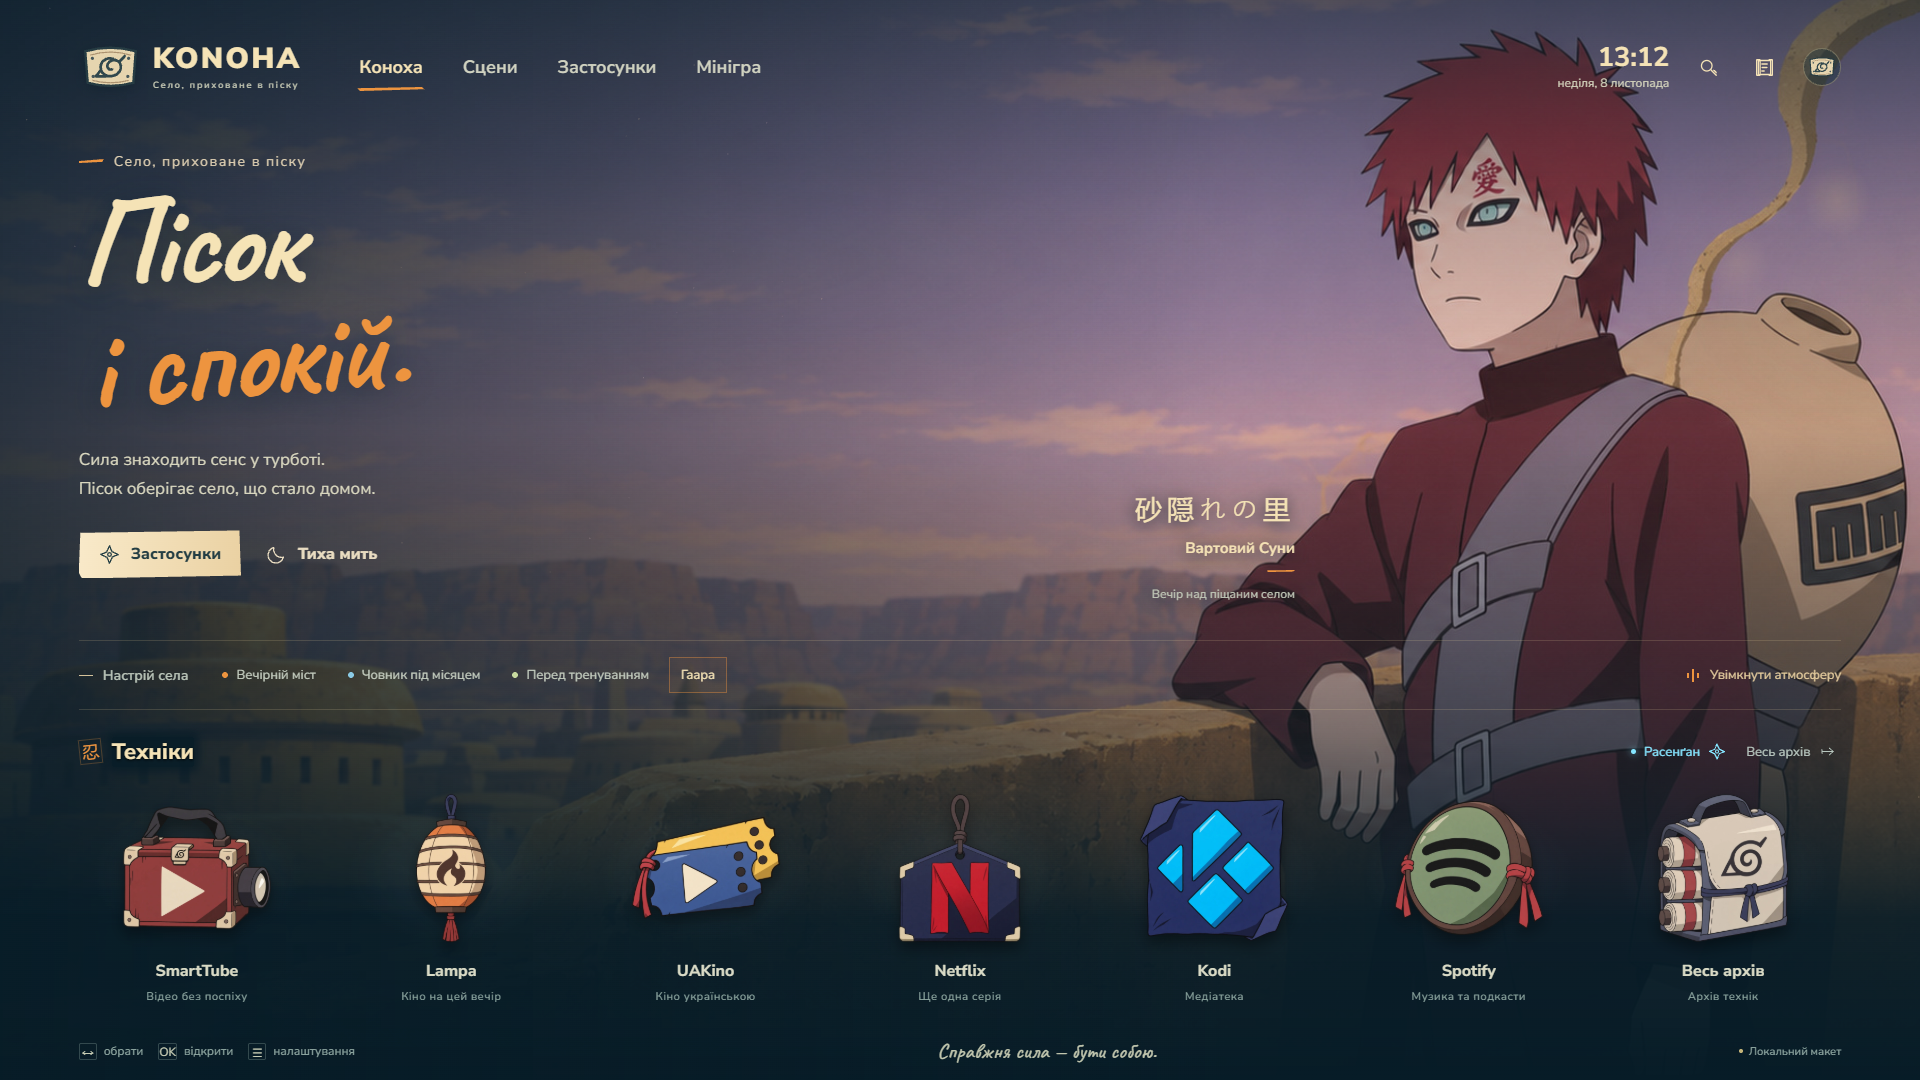 KONOHA
Село, приховане в піску
Коноха
Сцени
Застосунки
Мінігра
13:12
неділя, 8 листопада
Село, приховане в піску
Пісок
і спокій.
愛
Сила знаходить сенс у турботі.
Пісок оберігає село, що стало домом.
Застосунки
Тиха мить
砂隠れの里
Вартовий Суни
Вечір над піщаним селом
Настрій села
Вечірній міст
Човник під місяцем
Перед тренуванням
Гаара
Увімкнути атмосферу
忍 Техніки
Расенґан
Весь архів
SmartTube
Відео без поспіху
Lampa
Кіно на цей вечір
UAKino
Кіно українською
N
Netflix
Ще одна серія
Kodi
Медіатека
Spotify
Музика та подкасти
Весь архів
Архів технік
обрати
OK відкрити
налаштування
Справжня сила — бути собою.
Локальний макет